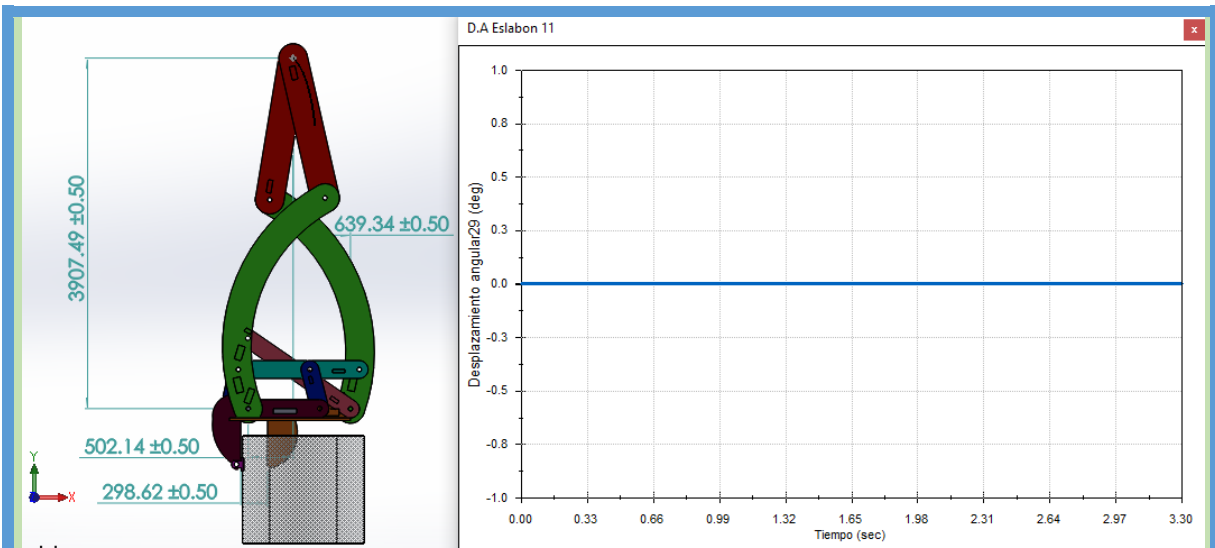 D.A Eslabon 11
x
3907.49 ±0.50
639.34 ±0.50
502.14 ±0.50
298.62 ±0.50
Y
X
Desplazamiento angular29 (deg)
1.0
0.8
0.5
0.3
0.0
-0.3
-0.5
-0.8
-1.0
0.00 0.33 0.66 0.99 1.32 1.65 1.98 2.31 2.64 2.97 3.30
Tiempo (sec)